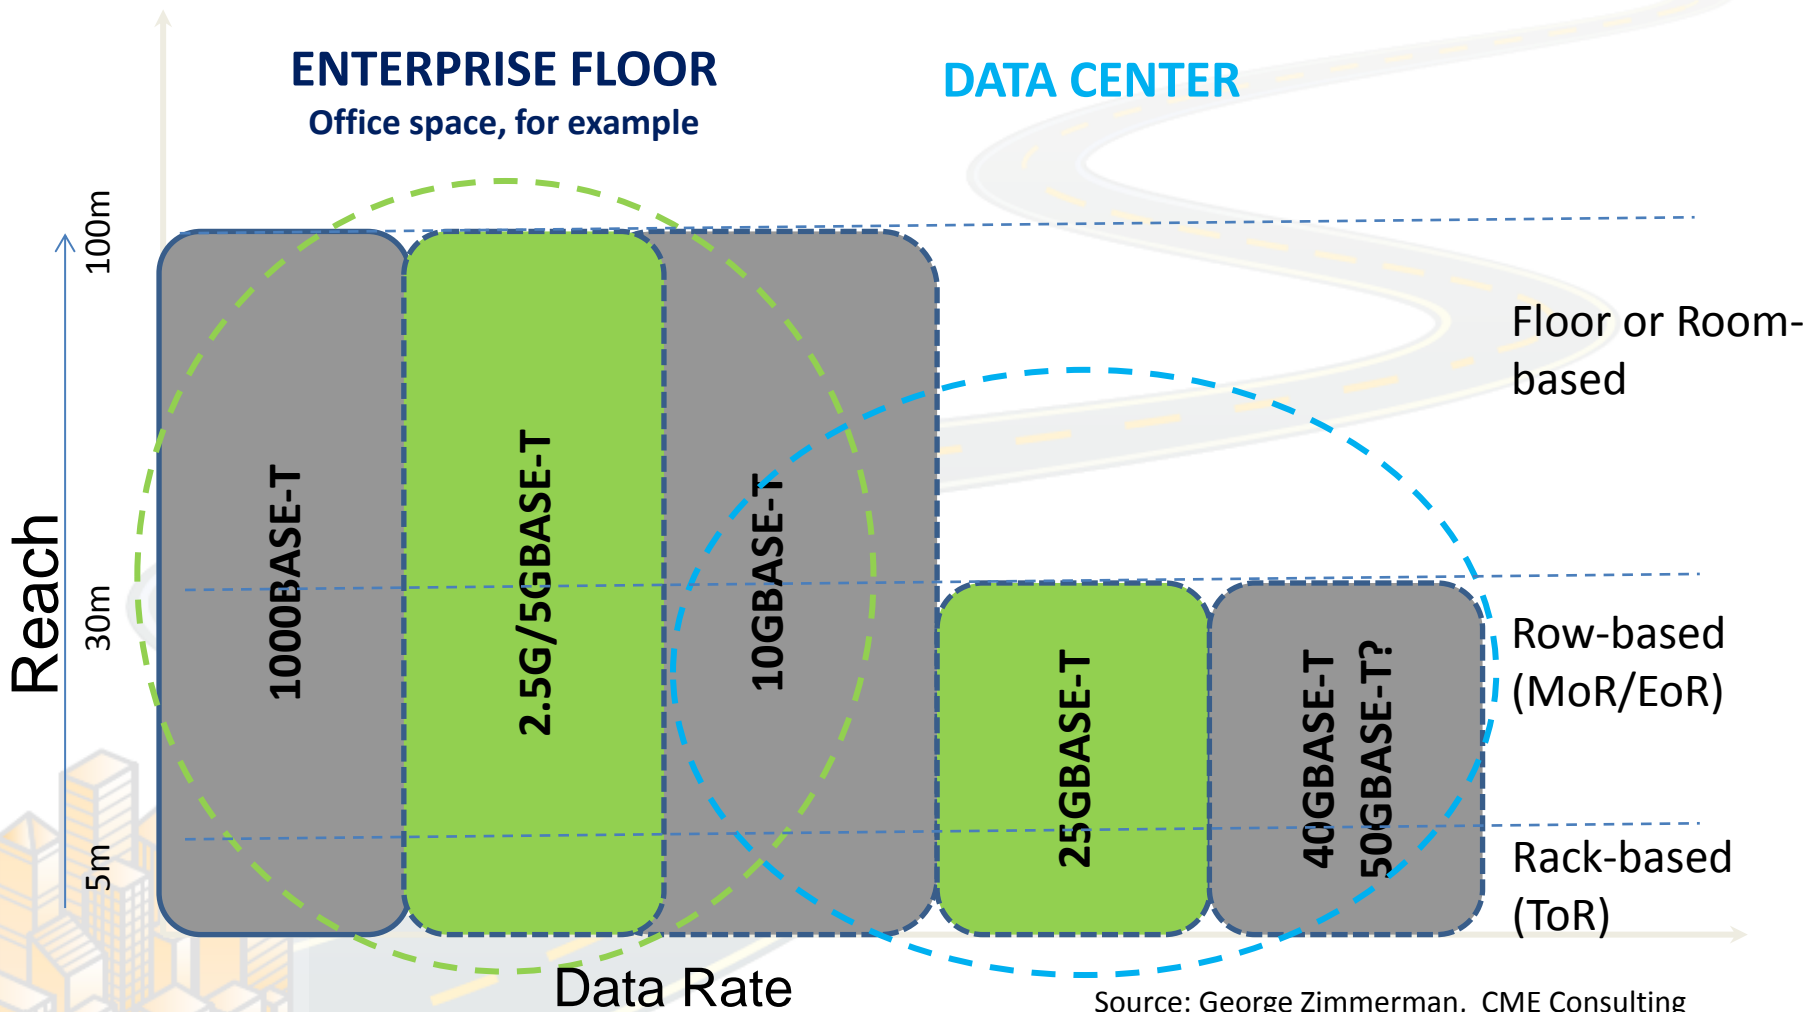 ENTERPRISE FLOOR
Office space, for example
DATA CENTER
100m
30m
5m
Reach
1000BASE-T
2.5G/5GBASE-T
10GBASE-T
25GBASE-T
40GBASE-T
50GBASE-T?
Floor or Room-
based
Row-based
(MoR/EoR)
Rack-based
(ToR)
Data Rate
Source: George Zimmerman, CME Consulting